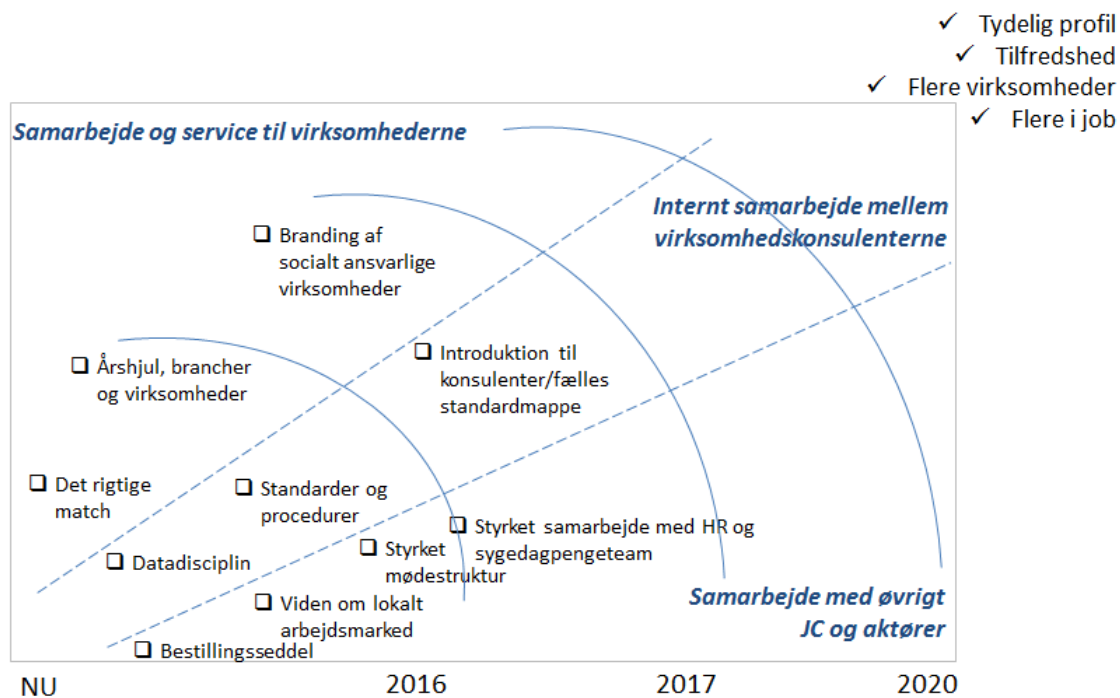 ✓ Tydelig profil
✓ Tilfredshed
✓ Flere virksomheder
✓ Flere i job
Samarbejde og service til virksomhederne
Internt samarbejde mellem
virksomhedskonsulenterne
❑ Branding af
socialt ansvarlige
virksomheder
❑ Årshjul, brancher
og virksomheder
❑ Introduktion til
konsulenter/fælles
standardmappe
❑ Det rigtige
match
❑ Standarder og
procedurer
❑ Styrket samarbejde med HR og
sygedagpengeteam
❑ Datadisciplin
❑ Styrket
mødestruktur
❑ Viden om lokalt
arbejdsmarked
❑ Bestillingsseddel
Samarbejde med øvrigt
JC og aktører
NU
2016
2017
2020